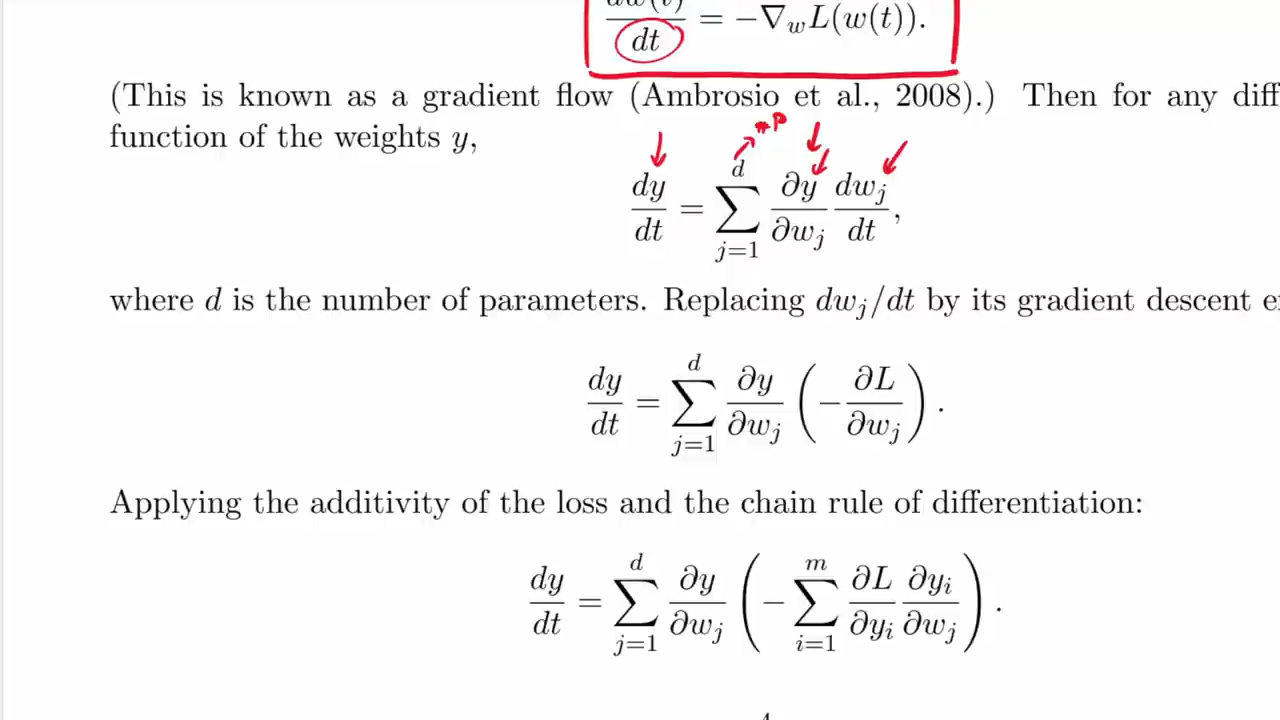 dw(t)/dt = −∇_w L(w(t)).
(This is known as a gradient flow (Ambrosio et al., 2008).) Then for any diff
function of the weights y,
#P
dy/dt = ∑_{j=1}^{d} ∂y/∂w_j dw_j/dt,
where d is the number of parameters. Replacing dw_j/dt by its gradient descent e
dy/dt = ∑_{j=1}^{d} ∂y/∂w_j (−∂L/∂w_j).
Applying the additivity of the loss and the chain rule of differentiation:
dy/dt = ∑_{j=1}^{d} ∂y/∂w_j (−∑_{i=1}^{m} ∂L/∂y_i ∂y_i/∂w_j).